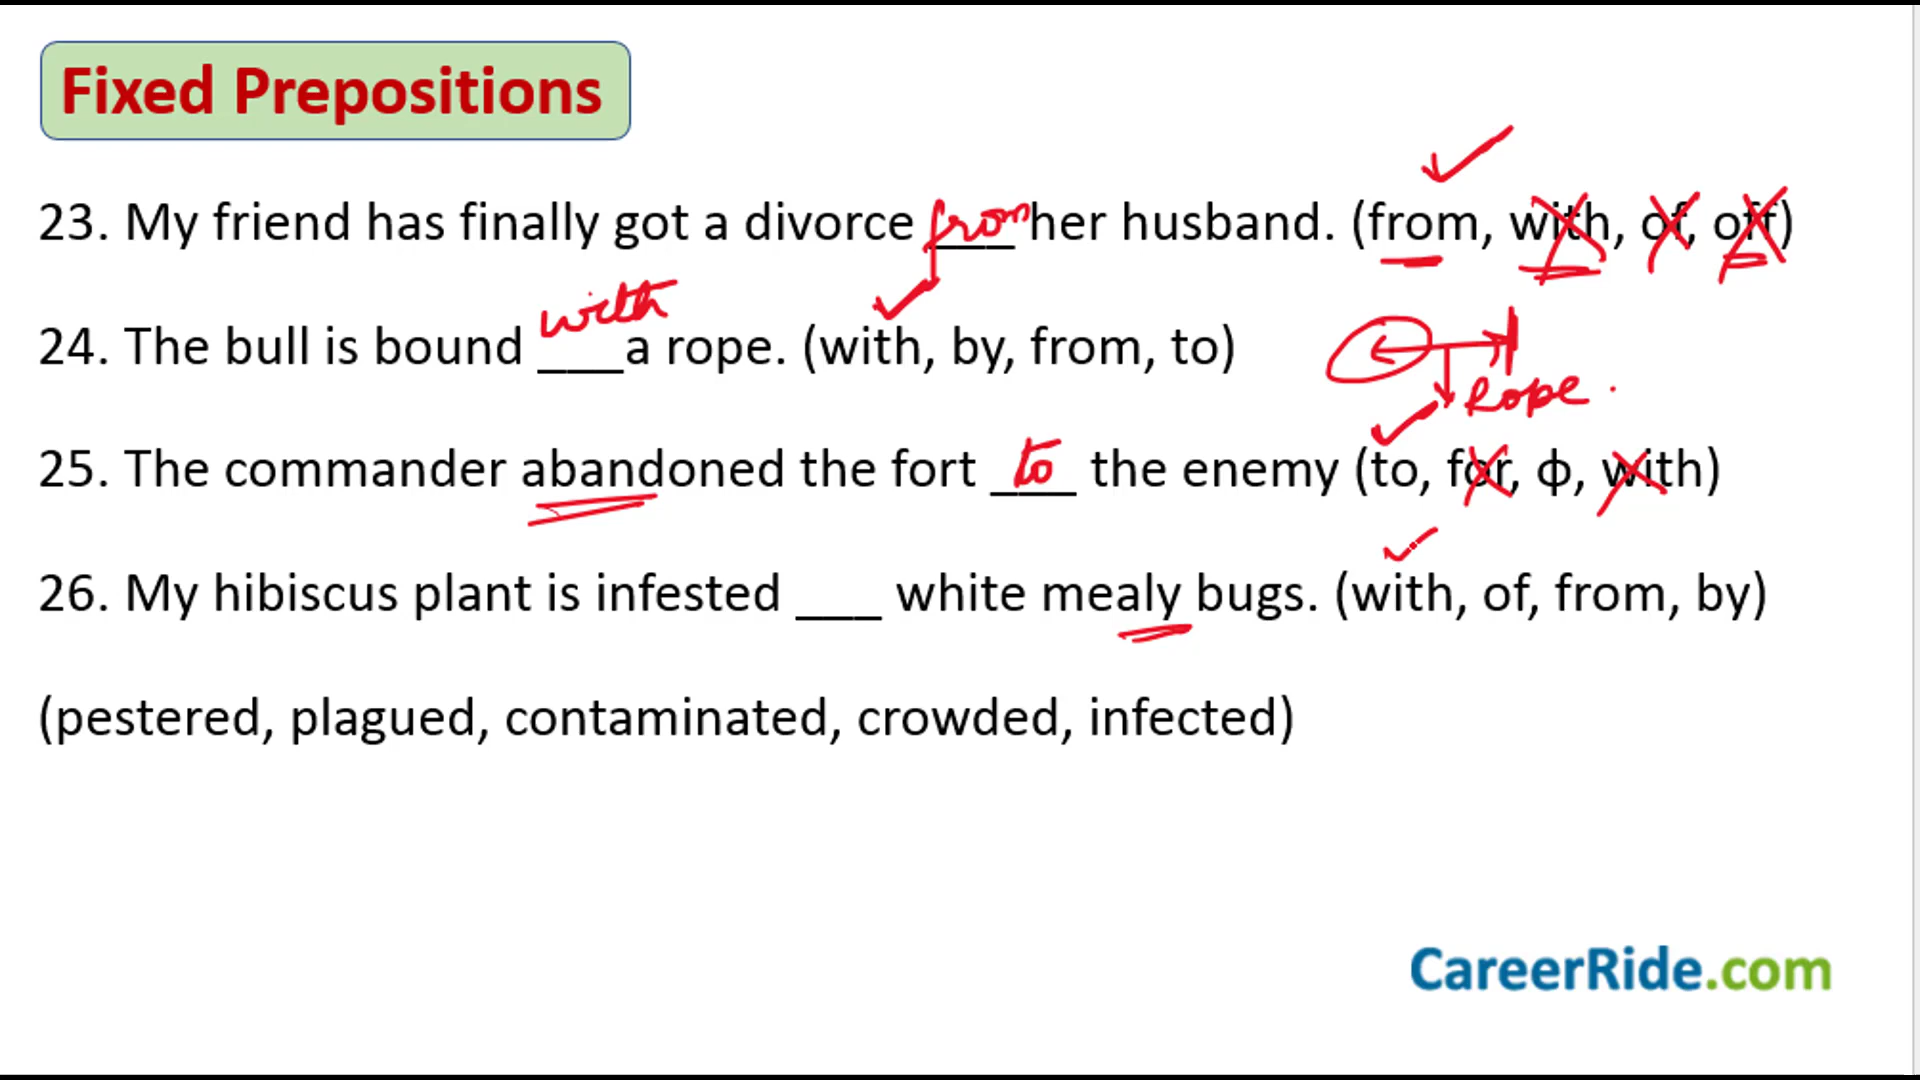 Fixed Prepositions
23. My friend has finally got a divorce from her husband. (from, with, of, off)
with
24. The bull is bound ___a rope. (with, by, from, to)
Rope.
25. The commander abandoned the fort to the enemy (to, for, ф, with)
26. My hibiscus plant is infested ___ white mealy bugs. (with, of, from, by)
(pestered, plagued, contaminated, crowded, infected)
CareerRide.com